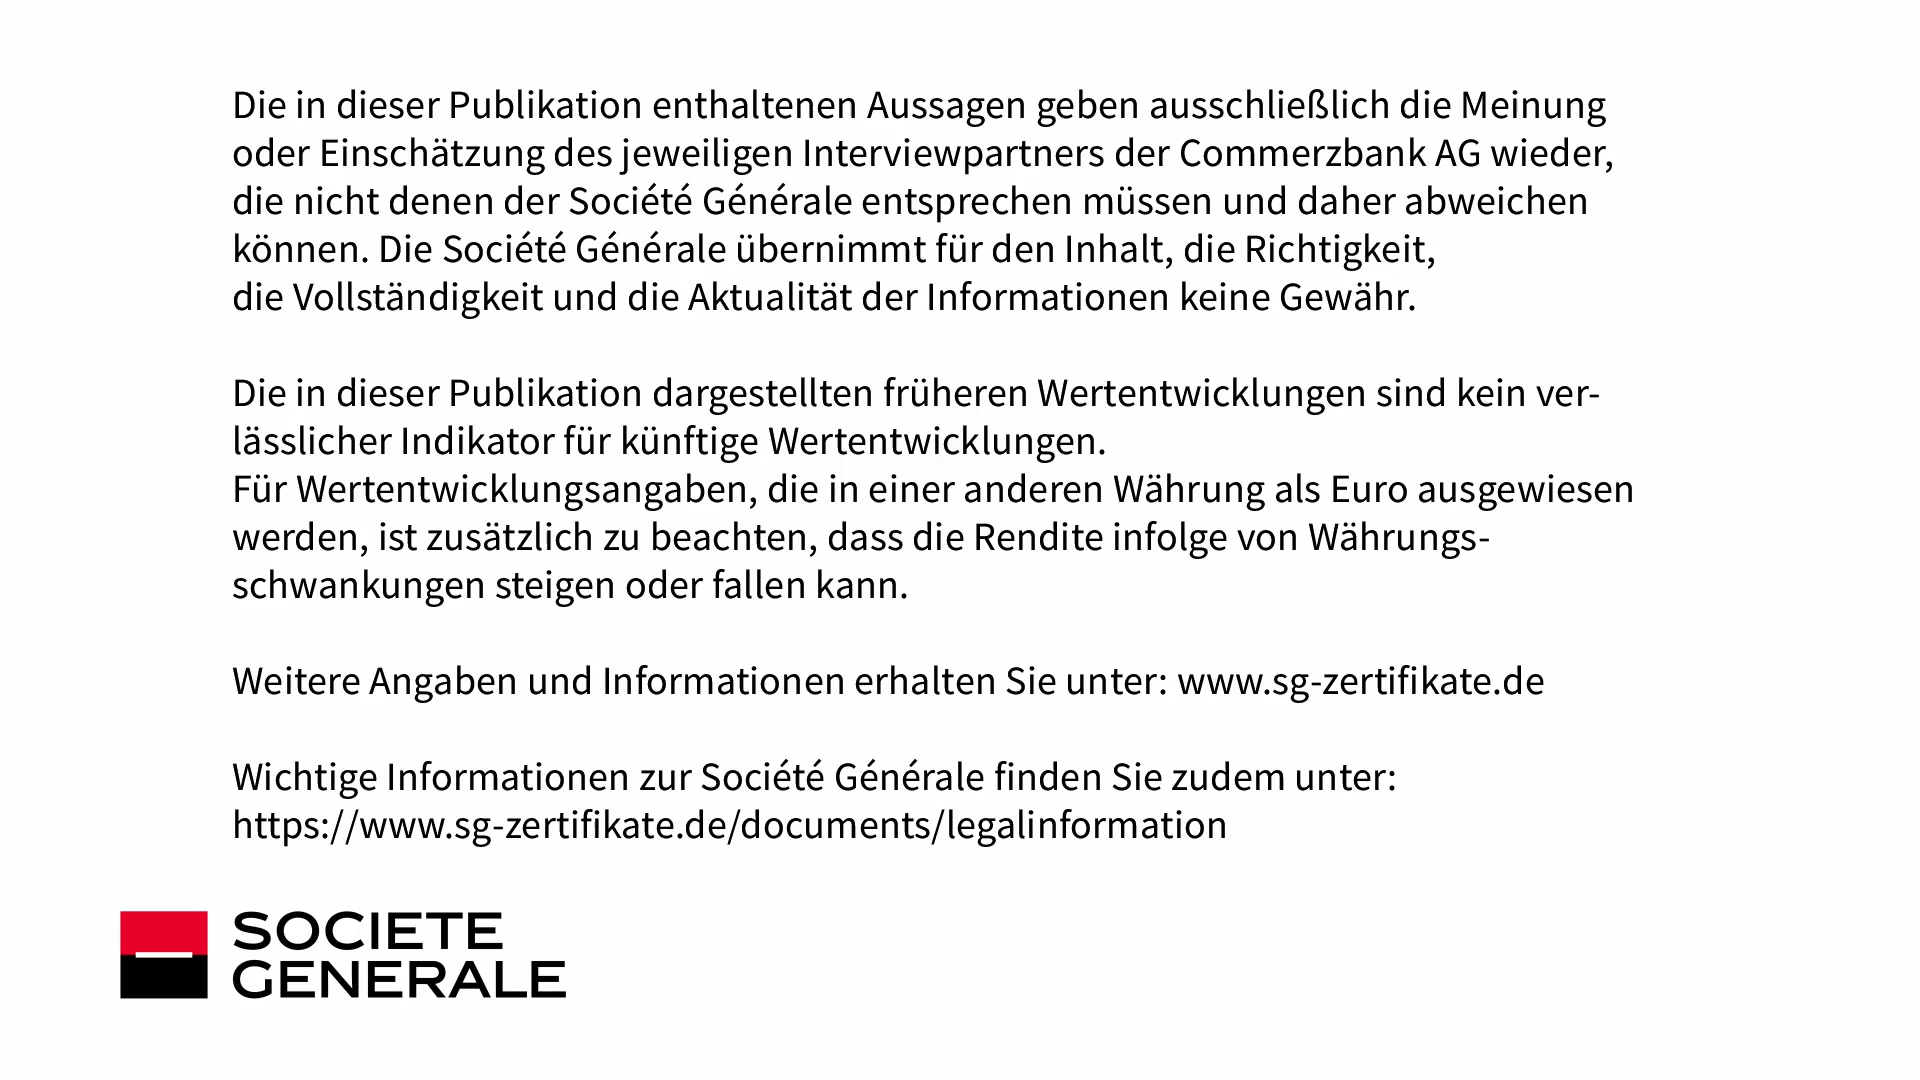 Die in dieser Publikation enthaltenen Aussagen geben ausschließlich die Meinung
oder Einschätzung des jeweiligen Interviewpartners der Commerzbank AG wieder,
die nicht denen der Société Générale entsprechen müssen und daher abweichen
können. Die Société Générale übernimmt für den Inhalt, die Richtigkeit,
die Vollständigkeit und die Aktualität der Informationen keine Gewähr.
Die in dieser Publikation dargestellten früheren Wertentwicklungen sind kein ver-
lässlicher Indikator für künftige Wertentwicklungen.
Für Wertentwicklungsangaben, die in einer anderen Währung als Euro ausgewiesen
werden, ist zusätzlich zu beachten, dass die Rendite infolge von Währungs-
schwankungen steigen oder fallen kann.
Weitere Angaben und Informationen erhalten Sie unter: www.sg-zertifikate.de
Wichtige Informationen zur Société Générale finden Sie zudem unter:
https://www.sg-zertifikate.de/documents/legalinformation
SOCIETE
GENERALE